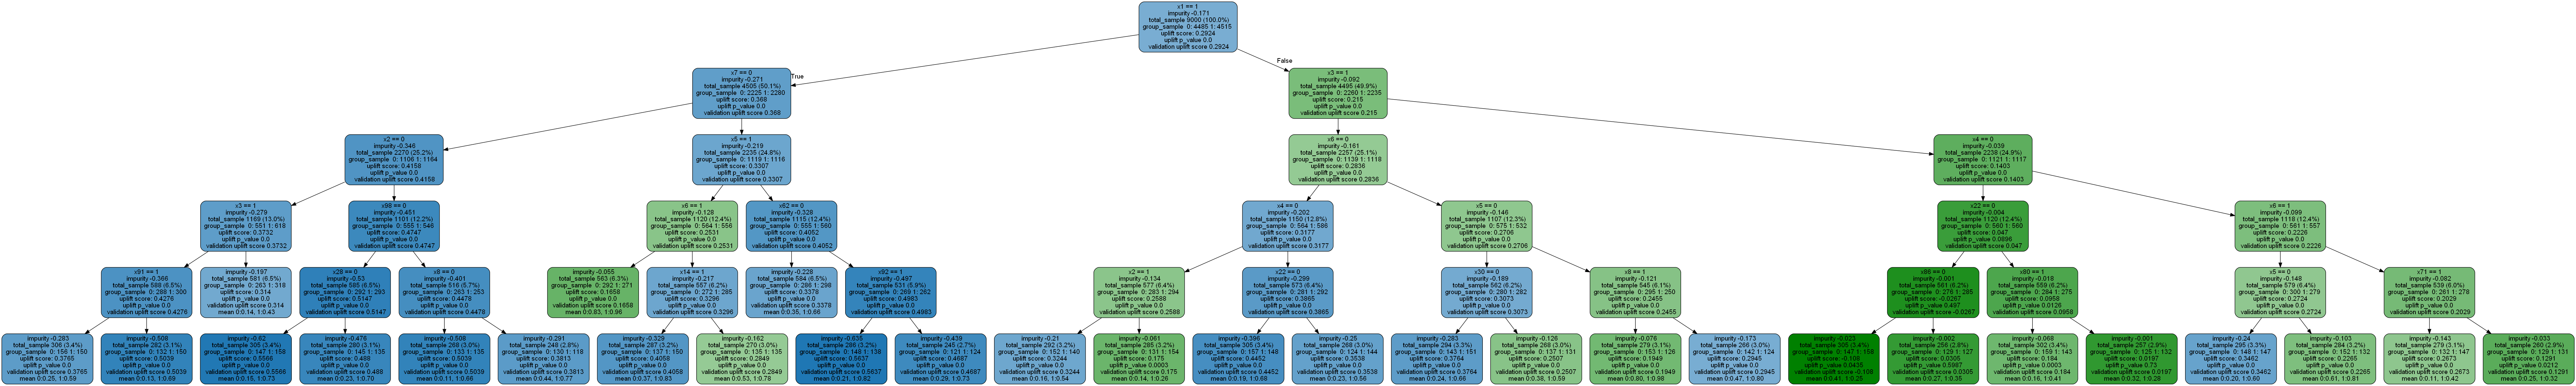 x1 == 1
impurity -0.171
total_sample 9000 (100.0%)
group_sample 0: 4485 1: 4515
uplift score: 0.2924
uplift p_value 0.0
validation uplift score 0.2924
True
False
x7 == 0
impurity -0.271
total_sample 4505 (50.1%)
group_sample 0: 2225 1: 2280
uplift score: 0.368
uplift p_value 0.0
validation uplift score 0.368
x3 == 1
impurity -0.092
total_sample 4495 (49.9%)
group_sample 0: 2260 1: 2235
uplift score: 0.215
uplift p_value 0.0
validation uplift score 0.215
x2 == 0
impurity -0.346
total_sample 2270 (25.2%)
group_sample 0: 1106 1: 1164
uplift score: 0.4158
uplift p_value 0.0
validation uplift score 0.4158
x5 == 1
impurity -0.219
total_sample 2235 (24.8%)
group_sample 0: 1119 1: 1116
uplift score: 0.3307
uplift p_value 0.0
validation uplift score 0.3307
x6 == 0
impurity -0.161
total_sample 2257 (25.1%)
group_sample 0: 1139 1: 1118
uplift score: 0.2836
uplift p_value 0.0
validation uplift score 0.2836
x4 == 0
impurity -0.039
total_sample 2238 (24.9%)
group_sample 0: 1121 1: 1117
uplift score: 0.1403
uplift p_value 0.0
validation uplift score 0.1403
x3 == 1
impurity -0.279
total_sample 1169 (13.0%)
group_sample 0: 551 1: 618
uplift score: 0.3732
uplift p_value 0.0
validation uplift score 0.3732
x98 == 0
impurity -0.451
total_sample 1101 (12.2%)
group_sample 0: 555 1: 546
uplift score: 0.4747
uplift p_value 0.0
validation uplift score 0.4747
x6 == 1
impurity -0.128
total_sample 1120 (12.4%)
group_sample 0: 564 1: 556
uplift score: 0.2531
uplift p_value 0.0
validation uplift score 0.2531
x62 == 0
impurity -0.328
total_sample 1115 (12.4%)
group_sample 0: 555 1: 560
uplift score: 0.4052
uplift p_value 0.0
validation uplift score 0.4052
x4 == 0
impurity -0.202
total_sample 1150 (12.8%)
group_sample 0: 564 1: 586
uplift score: 0.3177
uplift p_value 0.0
validation uplift score 0.3177
x5 == 0
impurity -0.146
total_sample 1107 (12.3%)
group_sample 0: 575 1: 532
uplift score: 0.2706
uplift p_value 0.0
validation uplift score 0.2706
x22 == 0
impurity -0.004
total_sample 1120 (12.4%)
group_sample 0: 560 1: 560
uplift score: 0.047
uplift p_value 0.0896
validation uplift score 0.047
x6 == 1
impurity -0.099
total_sample 1118 (12.4%)
group_sample 0: 561 1: 557
uplift score: 0.2226
uplift p_value 0.0
validation uplift score 0.2226
x91 == 1
impurity -0.366
total_sample 588 (6.5%)
group_sample 0: 288 1: 300
uplift score: 0.4276
uplift p_value 0.0
validation uplift score 0.4276
impurity -0.197
total_sample 581 (6.5%)
group_sample 0: 263 1: 318
uplift score: 0.314
uplift p_value 0.0
validation uplift score 0.314
mean 0:0.14, 1:0.43
x28 == 0
impurity -0.53
total_sample 585 (6.5%)
group_sample 0: 292 1: 293
uplift score: 0.5147
uplift p_value 0.0
validation uplift score 0.5147
x8 == 0
impurity -0.401
total_sample 516 (5.7%)
group_sample 0: 263 1: 253
uplift score: 0.4478
uplift p_value 0.0
validation uplift score 0.4478
impurity -0.055
total_sample 563 (6.3%)
group_sample 0: 292 1: 271
uplift score: 0.1658
uplift p_value 0.0
validation uplift score 0.1658
mean 0:0.83, 1:0.96
x14 == 1
impurity -0.217
total_sample 557 (6.2%)
group_sample 0: 272 1: 285
uplift score: 0.3296
uplift p_value 0.0
validation uplift score 0.3296
impurity -0.228
total_sample 584 (6.5%)
group_sample 0: 286 1: 298
uplift score: 0.3378
uplift p_value 0.0
validation uplift score 0.3378
mean 0:0.35, 1:0.66
x92 == 1
impurity -0.497
total_sample 531 (5.9%)
group_sample 0: 269 1: 262
uplift score: 0.4983
uplift p_value 0.0
validation uplift score 0.4983
x2 == 1
impurity -0.134
total_sample 577 (6.4%)
group_sample 0: 283 1: 294
uplift score: 0.2588
uplift p_value 0.0
validation uplift score 0.2588
x22 == 0
impurity -0.299
total_sample 573 (6.4%)
group_sample 0: 281 1: 292
uplift score: 0.3865
uplift p_value 0.0
validation uplift score 0.3865
x30 == 0
impurity -0.189
total_sample 562 (6.2%)
group_sample 0: 280 1: 282
uplift score: 0.3073
uplift p_value 0.0
validation uplift score 0.3073
x8 == 1
impurity -0.121
total_sample 545 (6.1%)
group_sample 0: 295 1: 250
uplift score: 0.2455
uplift p_value 0.0
validation uplift score 0.2455
x86 == 0
impurity -0.001
total_sample 561 (6.2%)
group_sample 0: 276 1: 285
uplift score: -0.0267
uplift p_value 0.497
validation uplift score -0.0267
x80 == 1
impurity -0.018
total_sample 559 (6.2%)
group_sample 0: 284 1: 275
uplift score: 0.0958
uplift p_value 0.0126
validation uplift score 0.0958
x5 == 0
impurity -0.148
total_sample 579 (6.4%)
group_sample 0: 300 1: 279
uplift score: 0.2724
uplift p_value 0.0
validation uplift score 0.2724
x71 == 1
impurity -0.082
total_sample 539 (6.0%)
group_sample 0: 261 1: 278
uplift score: 0.2029
uplift p_value 0.0
validation uplift score 0.2029
impurity -0.283
total_sample 306 (3.4%)
group_sample 0: 156 1: 150
uplift score: 0.3765
uplift p_value 0.0
validation uplift score 0.3765
mean 0:0.25, 1:0.59
impurity -0.508
total_sample 282 (3.1%)
group_sample 0: 132 1: 150
uplift score: 0.5039
uplift p_value 0.0
validation uplift score 0.5039
mean 0:0.13, 1:0.69
impurity -0.62
total_sample 305 (3.4%)
group_sample 0: 147 1: 158
uplift score: 0.5566
uplift p_value 0.0
validation uplift score 0.5566
mean 0:0.15, 1:0.73
impurity -0.476
total_sample 280 (3.1%)
group_sample 0: 145 1: 135
uplift score: 0.488
uplift p_value 0.0
validation uplift score 0.488
mean 0:0.23, 1:0.70
impurity -0.508
total_sample 268 (3.0%)
group_sample 0: 133 1: 135
uplift score: 0.5039
uplift p_value 0.0
validation uplift score 0.5039
mean 0:0.11, 1:0.66
impurity -0.291
total_sample 248 (2.8%)
group_sample 0: 130 1: 118
uplift score: 0.3813
uplift p_value 0.0
validation uplift score 0.3813
mean 0:0.44, 1:0.77
impurity -0.329
total_sample 287 (3.2%)
group_sample 0: 137 1: 150
uplift score: 0.4058
uplift p_value 0.0
validation uplift score 0.4058
mean 0:0.37, 1:0.83
impurity -0.162
total_sample 270 (3.0%)
group_sample 0: 135 1: 135
uplift score: 0.2849
uplift p_value 0.0
validation uplift score 0.2849
mean 0:0.53, 1:0.78
impurity -0.635
total_sample 286 (3.2%)
group_sample 0: 148 1: 138
uplift score: 0.5637
uplift p_value 0.0
validation uplift score 0.5637
mean 0:0.21, 1:0.82
impurity -0.439
total_sample 245 (2.7%)
group_sample 0: 121 1: 124
uplift score: 0.4687
uplift p_value 0.0
validation uplift score 0.4687
mean 0:0.29, 1:0.73
impurity -0.21
total_sample 292 (3.2%)
group_sample 0: 152 1: 140
uplift score: 0.3244
uplift p_value 0.0
validation uplift score 0.3244
mean 0:0.16, 1:0.54
impurity -0.061
total_sample 285 (3.2%)
group_sample 0: 131 1: 154
uplift score: 0.175
uplift p_value 0.0003
validation uplift score 0.175
mean 0:0.14, 1:0.26
impurity -0.396
total_sample 305 (3.4%)
group_sample 0: 157 1: 148
uplift score: 0.4452
uplift p_value 0.0
validation uplift score 0.4452
mean 0:0.19, 1:0.68
impurity -0.25
total_sample 268 (3.0%)
group_sample 0: 124 1: 144
uplift score: 0.3538
uplift p_value 0.0
validation uplift score 0.3538
mean 0:0.23, 1:0.56
impurity -0.283
total_sample 294 (3.3%)
group_sample 0: 143 1: 151
uplift score: 0.3764
uplift p_value 0.0
validation uplift score 0.3764
mean 0:0.24, 1:0.66
impurity -0.126
total_sample 268 (3.0%)
group_sample 0: 137 1: 131
uplift score: 0.2507
uplift p_value 0.0
validation uplift score 0.2507
mean 0:0.38, 1:0.59
impurity -0.076
total_sample 279 (3.1%)
group_sample 0: 153 1: 126
uplift score: 0.1949
uplift p_value 0.0
validation uplift score 0.1949
mean 0:0.80, 1:0.98
impurity -0.173
total_sample 266 (3.0%)
group_sample 0: 142 1: 124
uplift score: 0.2945
uplift p_value 0.0
validation uplift score 0.2945
mean 0:0.47, 1:0.80
impurity -0.023
total_sample 305 (3.4%)
uplift p_value 0.0435
impurity -0.002
total_sample 256 (2.8%)
group_sample 0: 129 1: 127
uplift score: 0.0305
uplift p_value 0.5987
validation uplift score 0.0305
mean 0:0.27, 1:0.35
impurity -0.068
total_sample 302 (3.4%)
group_sample 0: 159 1: 143
uplift score: 0.184
uplift p_value 0.0003
validation uplift score 0.184
mean 0:0.16, 1:0.41
impurity -0.001
total_sample 257 (2.9%)
group_sample 0: 125 1: 132
uplift score: 0.0197
uplift p_value 0.73
validation uplift score 0.0197
mean 0:0.32, 1:0.28
impurity -0.24
total_sample 295 (3.3%)
group_sample 0: 148 1: 147
uplift score: 0.3462
uplift p_value 0.0
validation uplift score 0.3462
mean 0:0.20, 1:0.60
impurity -0.103
total_sample 284 (3.2%)
group_sample 0: 152 1: 132
uplift score: 0.2265
uplift p_value 0.0
validation uplift score 0.2265
mean 0:0.61, 1:0.81
impurity -0.143
total_sample 279 (3.1%)
group_sample 0: 132 1: 147
uplift score: 0.2673
uplift p_value 0.0
validation uplift score 0.2673
mean 0:0.11, 1:0.42
impurity -0.033
total_sample 260 (2.9%)
group_sample 0: 129 1: 131
uplift score: 0.1291
uplift p_value 0.0212
validation uplift score 0.1291
mean 0:0.25, 1:0.32